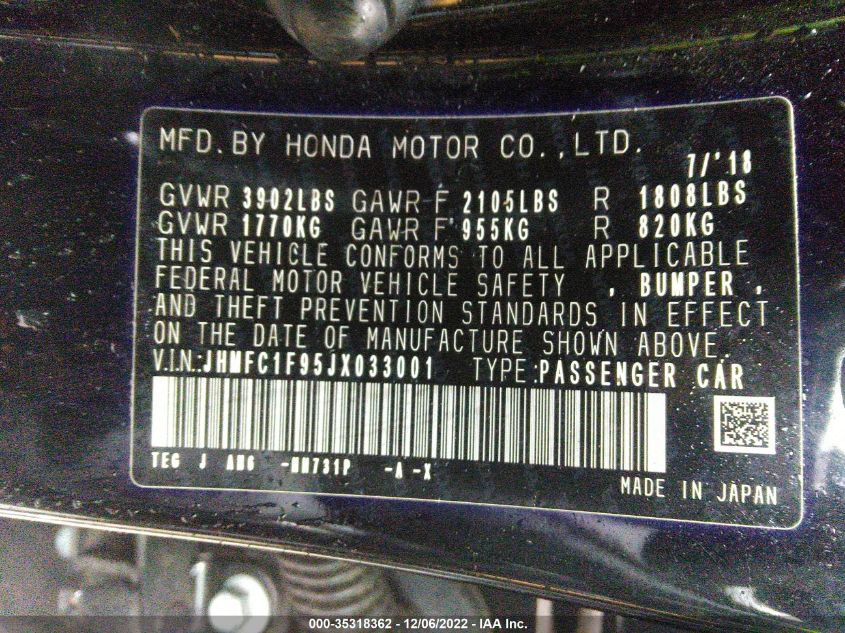 MFD. BY HONDA MOTOR CO., LTD. 7/'18
GVWR 3902LBS GAWR F 2105LBS R 1808LBS
GVWR 1770KG GAWR F 955KG R 820KG
THIS VEHICLE CONFORMS TO ALL APPLICABLE
FEDERAL MOTOR VEHICLE SAFETY , BUMPER ,
AND THEFT PREVENTION STANDARDS IN EFFECT
ON THE DATE OF MANUFACTURE SHOWN ABOVE.
V.I.N.:JHMFC1F95JX033001 TYPE:PASSENGER CAR
TEG J -NH731P -A -X
MADE IN JAPAN
000-35318362 - 12/06/2022 - IAA Inc.